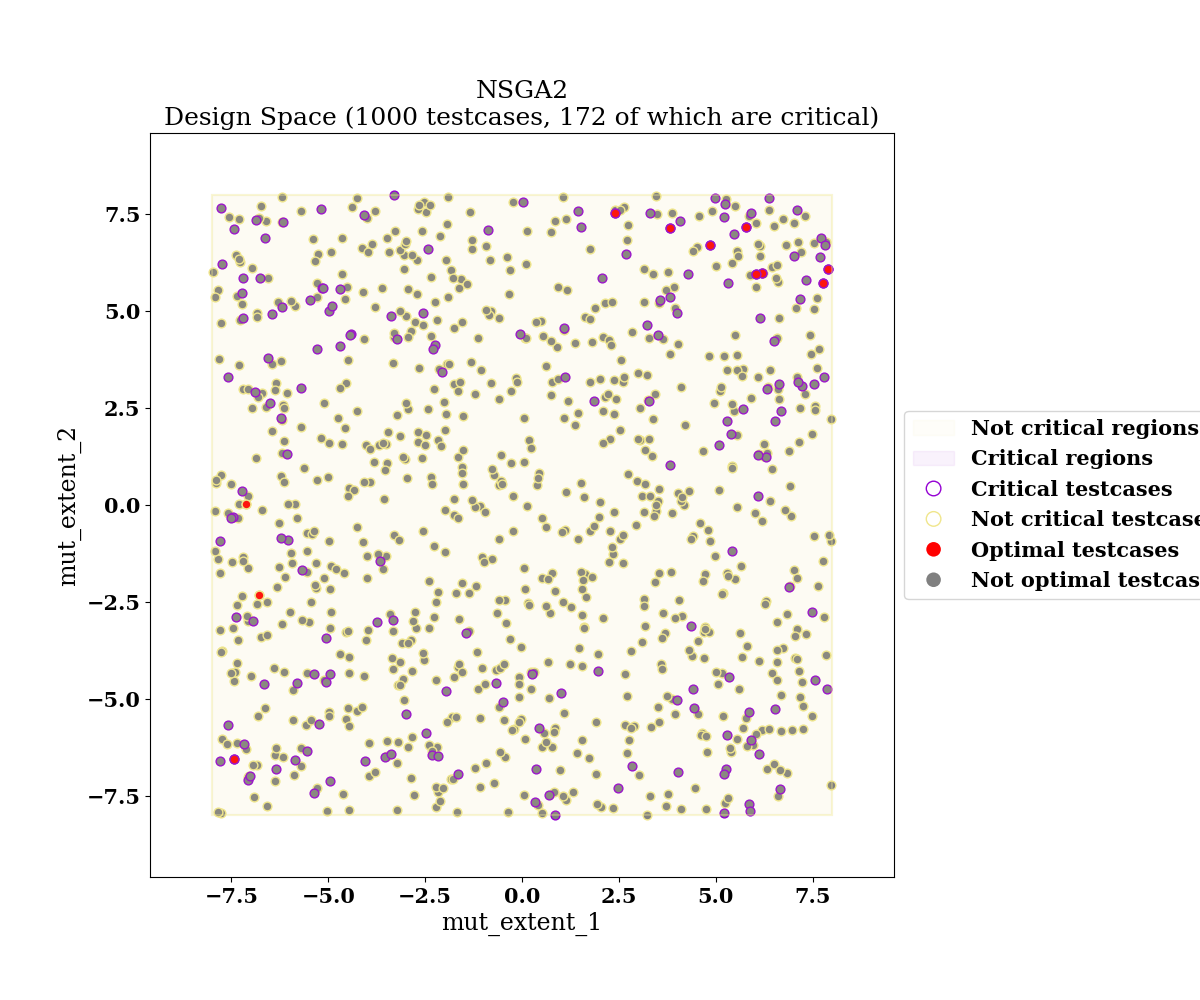 NSGA2
Design Space (1000 testcases, 172 of which are critical)
7.5
5.0
2.5
0.0
−2.5
−5.0
−7.5
mut_extent_2
−7.5 −5.0 −2.5 0.0 2.5 5.0 7.5
mut_extent_1
Not critical regions
Critical regions
Critical testcases
Not critical testcase
Optimal testcases
Not optimal testcas